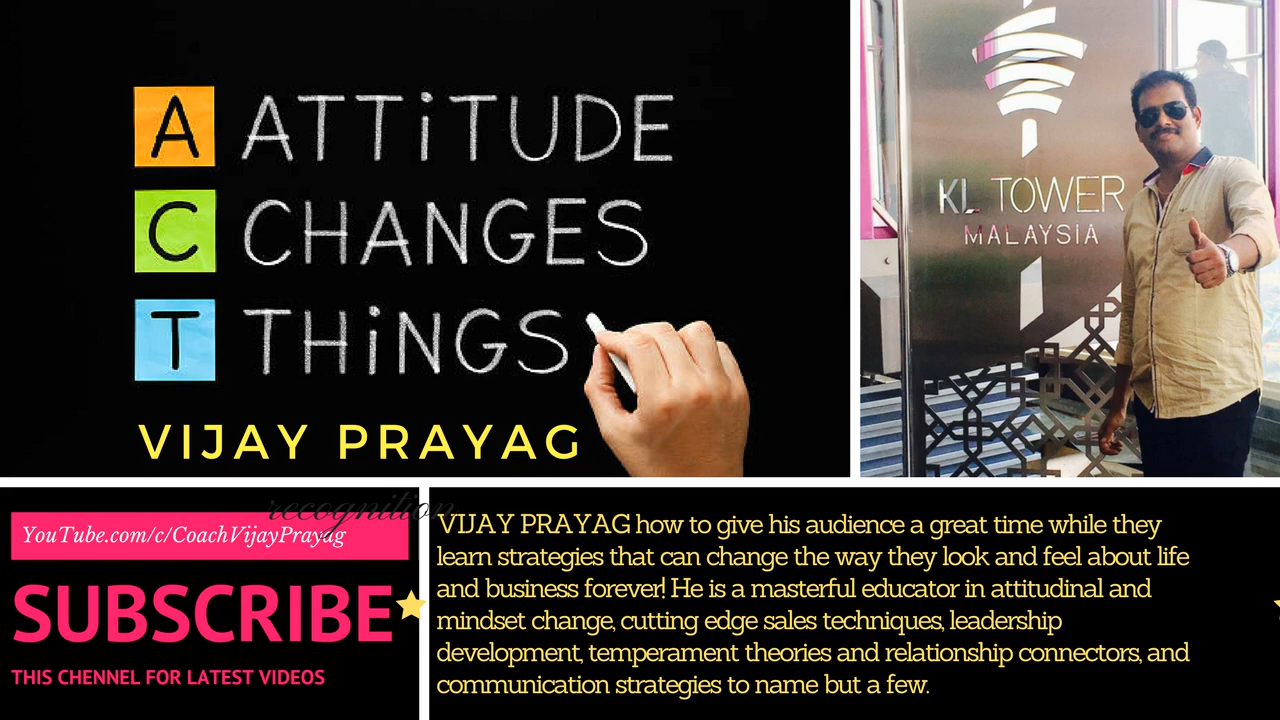 A ATTiTUDE
C CHANGES
T THiNGS
VIJAY PRAYAG
KL TOWER
MALAYSIA
recognition
YouTube.com/c/CoachVijayPrayag
SUBSCRIBE
THIS CHENNEL FOR LATEST VIDEOS
VIJAY PRAYAG how to give his audience a great time while they
learn strategies that can change the way they look and feel about life
and business forever! He is a masterful educator in attitudinal and
mindset change, cutting edge sales techniques, leadership
development, temperament theories and relationship connectors, and
communication strategies to name but a few.